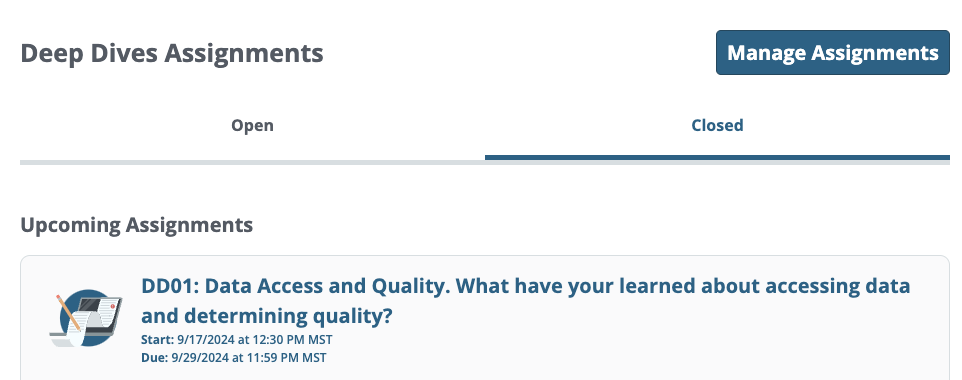 Deep Dives Assignments
Manage Assignments
Open
Closed
Upcoming Assignments
DD01: Data Access and Quality. What have your learned about accessing data
and determining quality?
Start: 9/17/2024 at 12:30 PM MST
Due: 9/29/2024 at 11:59 PM MST